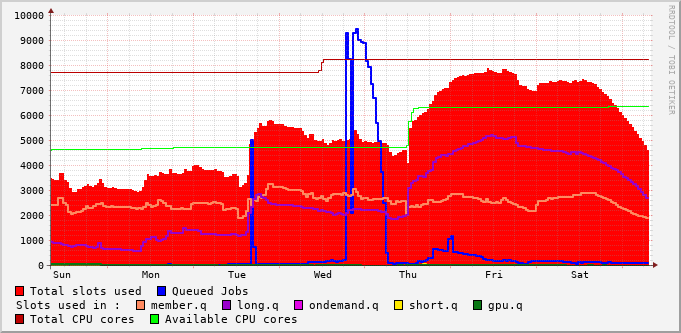 10000
9000
8000
7000
6000
5000
4000
3000
2000
1000
0
Sun Mon Tue Wed Thu Fri Sat
RRDTOOL / TOBI OETIKER
Total slots used Queued Jobs
Slots used in : member.q long.q ondemand.q short.q gpu.q
Total CPU cores Available CPU cores